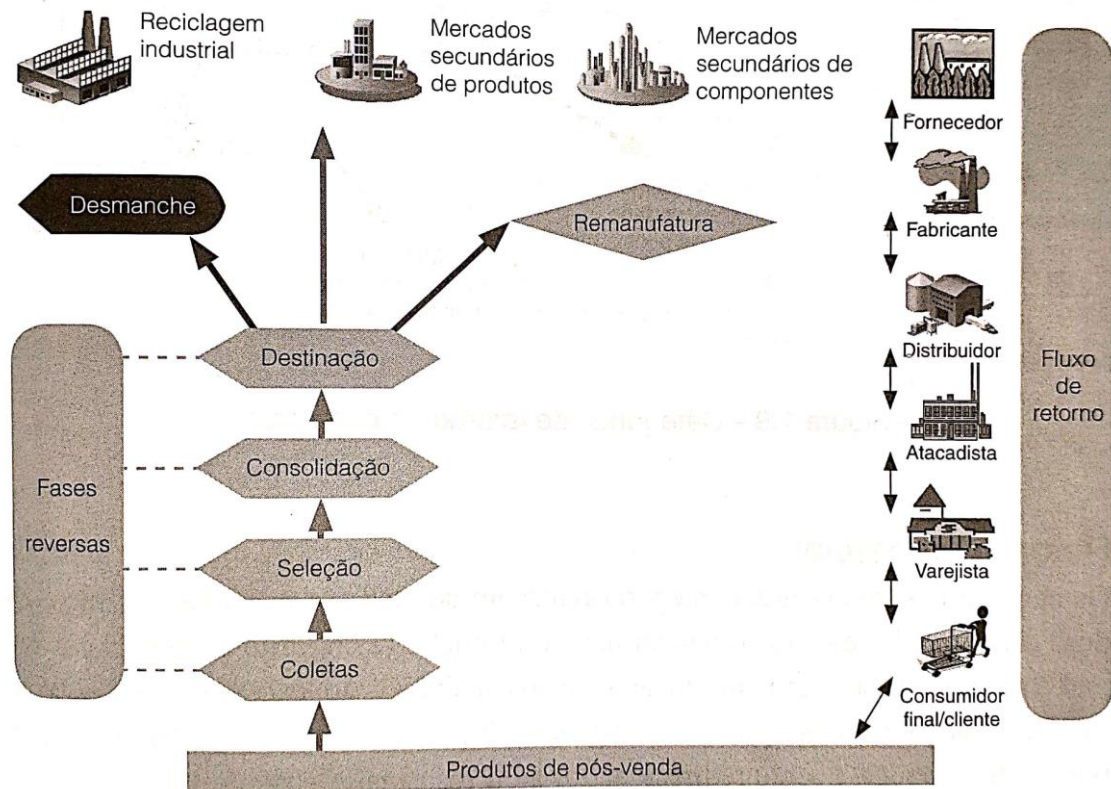 Reciclagem
industrial
Mercados
secundários
de produtos
Mercados
secundários de
componentes
Fornecedor
Desmanche
Remanufatura
Fabricante
Destinação
Distribuidor
Fluxo
de
retorno
Consolidação
Atacadista
Fases
reversas
Seleção
Varejista
Coletas
Consumidor
final/cliente
Produtos de pós-venda